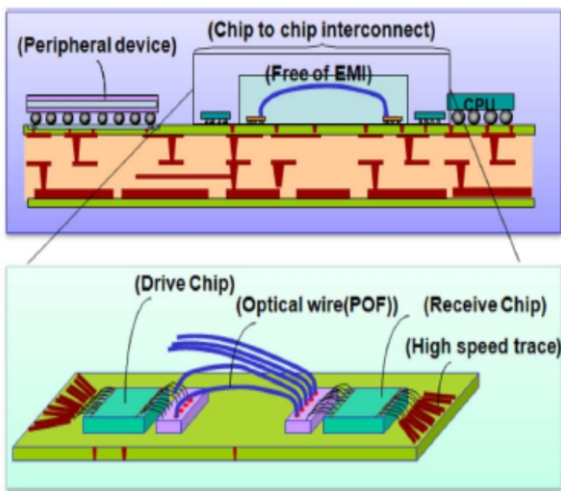 (Chip to chip interconnect)
(Peripheral device)
(Free of EMI)
CPU
(Drive Chip)
(Optical wire(POF))
(Receive Chip)
(High speed trace)